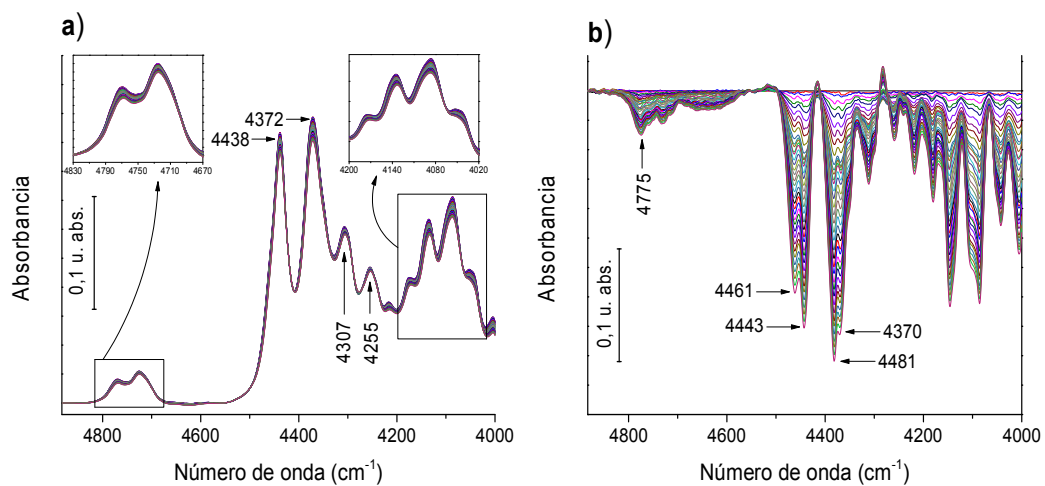 a)
4830 4790 4750 4710 4670
4200 4140 4080 4020
4372
4438
4307
4255
0,1 u. abs.
Absorbancia
4800 4600 4400 4200 4000
Número de onda (cm⁻¹)
b)
4775
4461
4443
4370
4481
0,1 u. abs.
Absorbancia
4800 4600 4400 4200 4000
Número de onda (cm⁻¹)